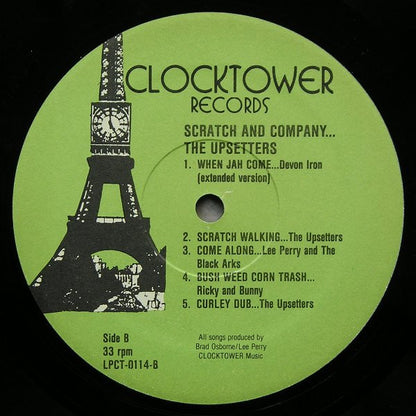 CLOCKTOWER
RECORDS
SCRATCH AND COMPANY...
THE UPSETTERS
1. WHEN JAH COME...Devon Iron
(extended version)
2. SCRATCH WALKING...The Upsetters
3. COME ALONG...Lee Perry and The
Black Arks
4. BUSH WEED CORN TRASH...
Ricky and Bunny
5. CURLEY DUB...The Upsetters
Side B
33 rpm
LPCT-0114-B
All songs produced by
Brad Osborne/Lee Perry
CLOCKTOWER Music